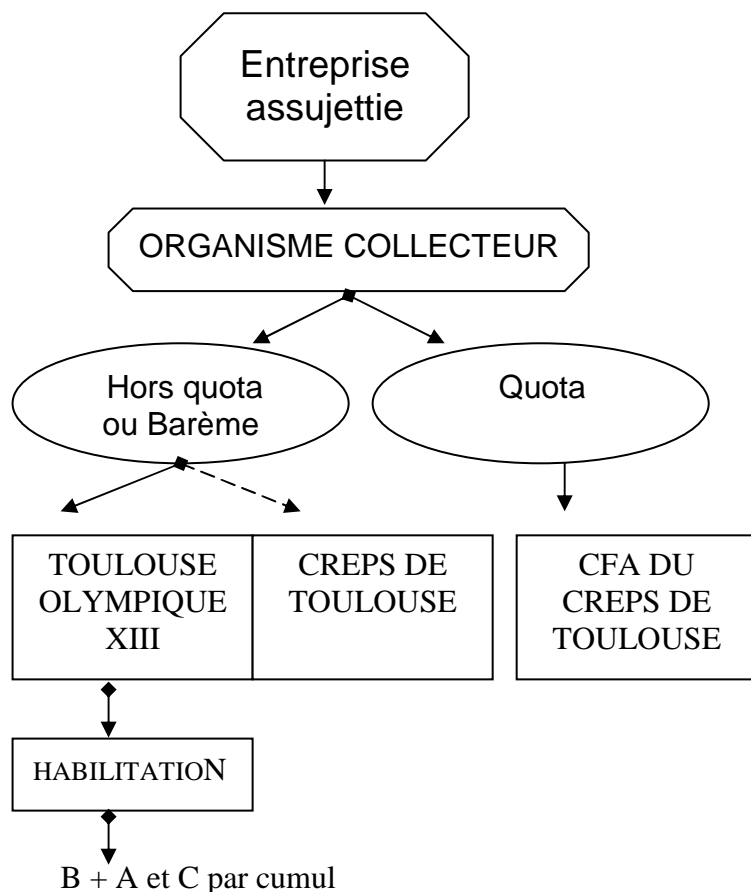 Entreprise
assujettie
ORGANISME COLLECTEUR
Hors quota
ou Barème
Quota
TOULOUSE
OLYMPIQUE
XIII
CREPS DE
TOULOUSE
CFA DU
CREPS DE
TOULOUSE
HABILITATION
B + A et C par cumul